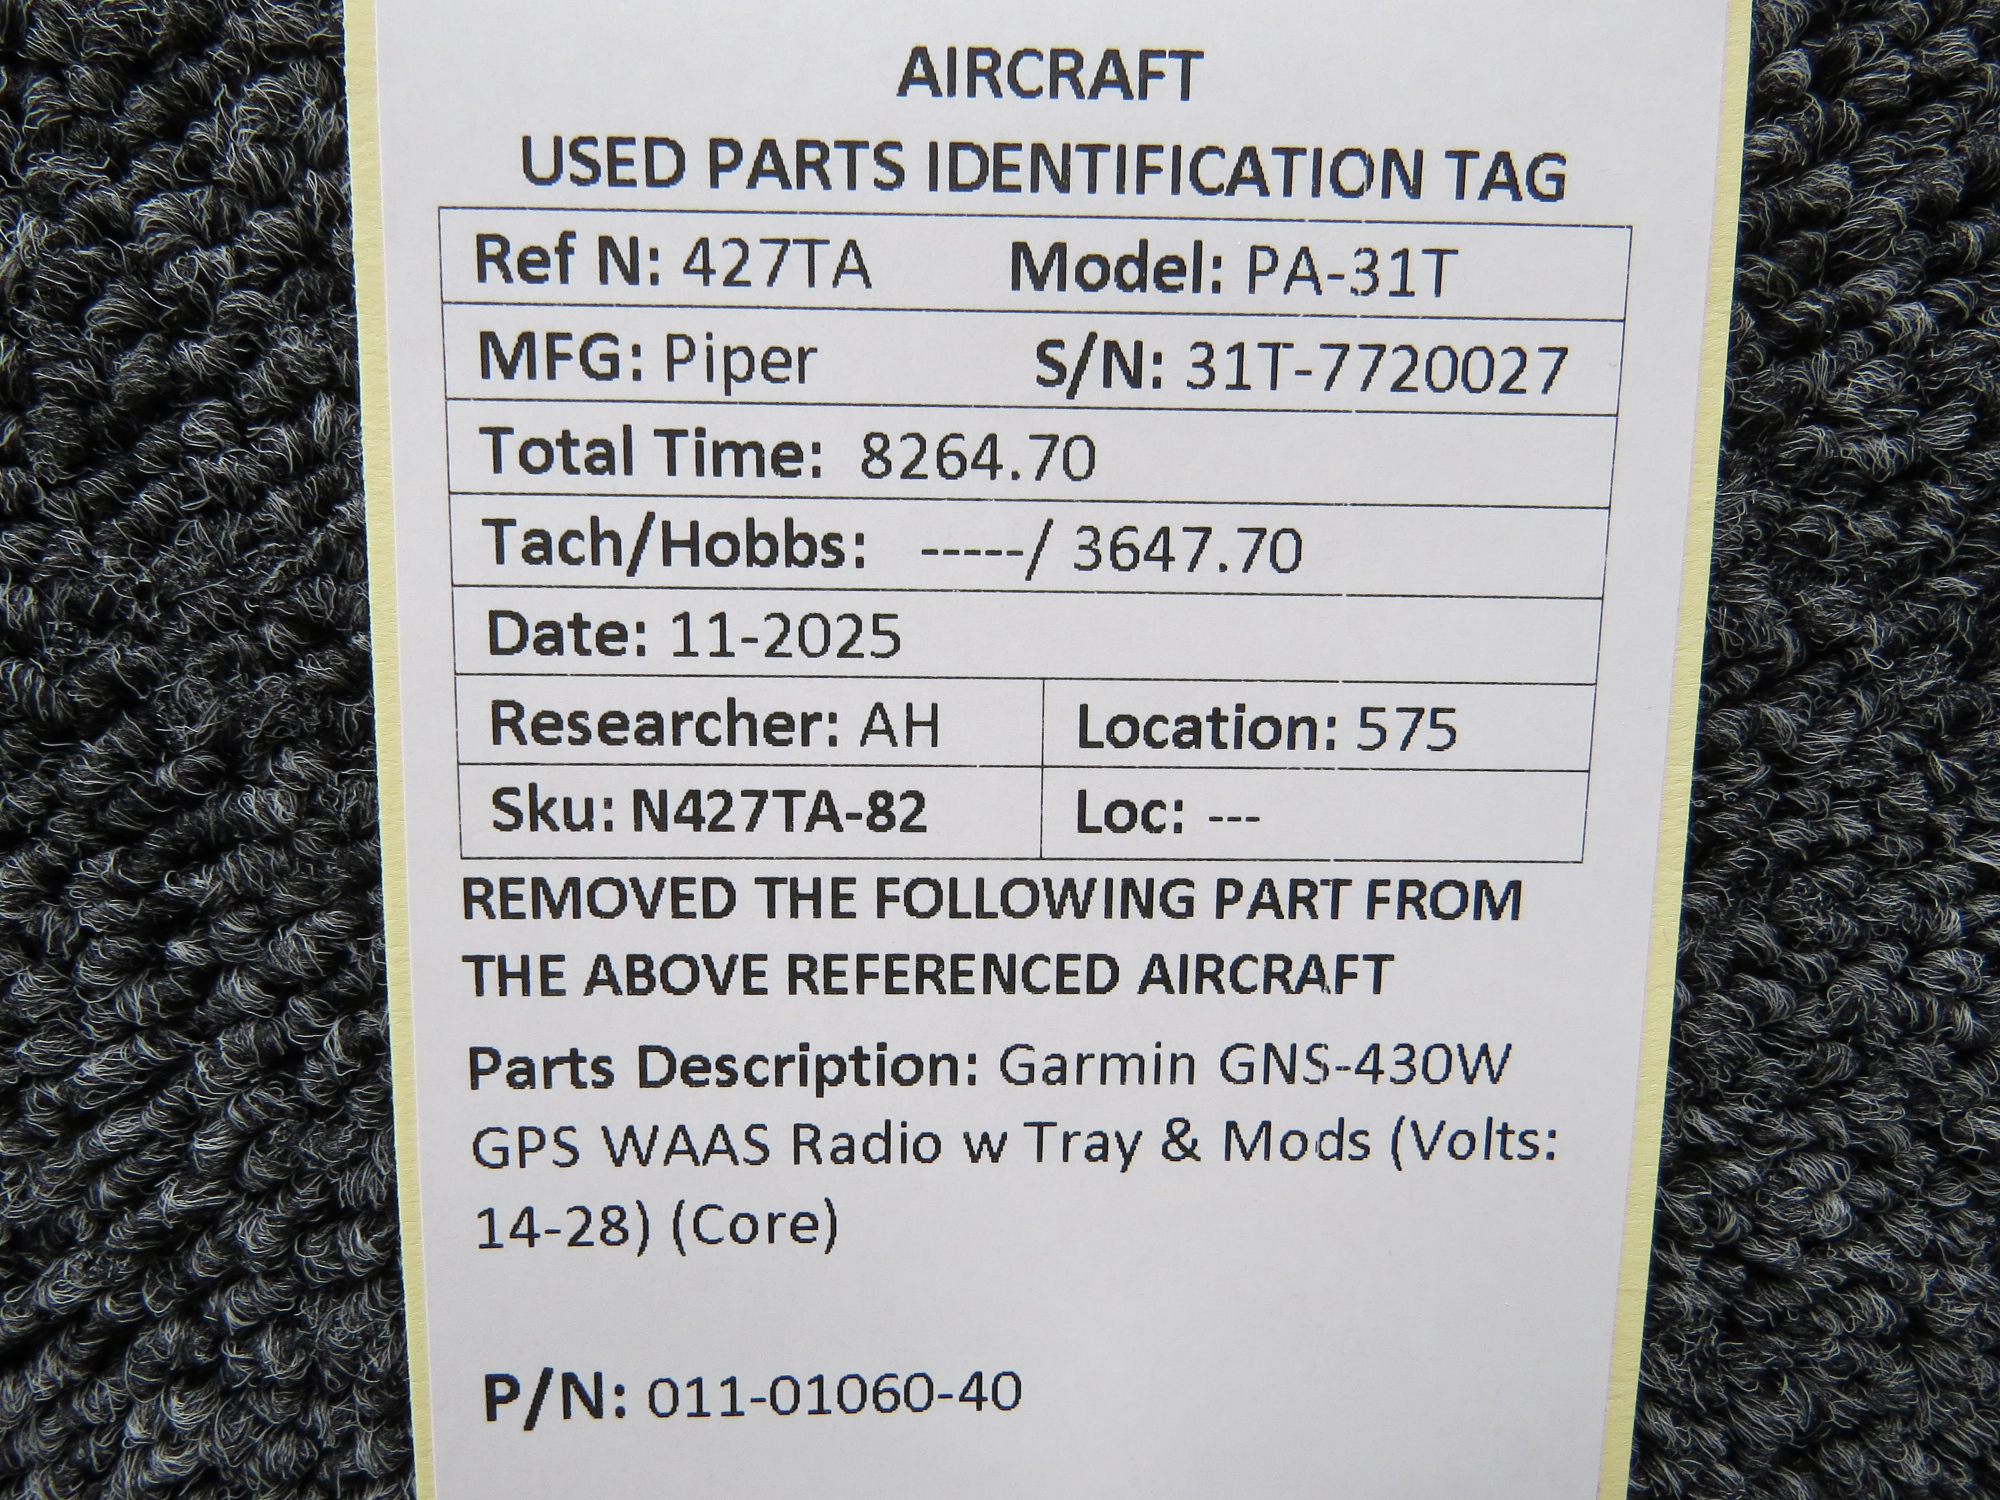 AIRCRAFT
USED PARTS IDENTIFICATION TAG
Ref N: 427TA Model: PA-31T
MFG: Piper S/N: 31T-7720027
Total Time: 8264.70
Tach/Hobbs: -----/ 3647.70
Date: 11-2025
Researcher: AH Location: 575
Sku: N427TA-82 Loc: ---
REMOVED THE FOLLOWING PART FROM
THE ABOVE REFERENCED AIRCRAFT
Parts Description: Garmin GNS-430W
GPS WAAS Radio w Tray & Mods (Volts:
14-28) (Core)
P/N: 011-01060-40